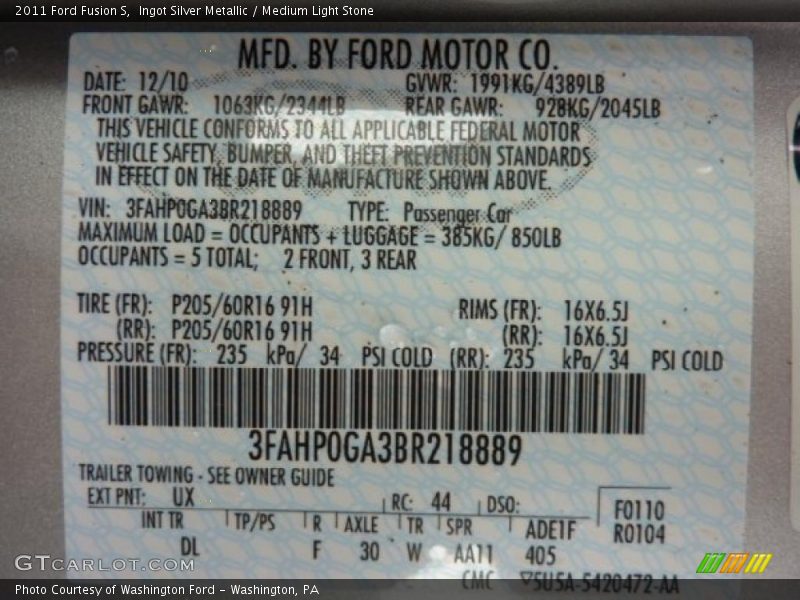 2011 Ford Fusion S,  Ingot Silver Metallic / Medium Light Stone
MFD. BY FORD MOTOR CO.
DATE: 12/10 GVWR: 1991KG/4389LB
FRONT GAWR: 1063KG/2344LB REAR GAWR: 928KG/2045LB
THIS VEHICLE CONFORMS TO ALL APPLICABLE FEDERAL MOTOR
VEHICLE SAFETY, BUMPER, AND THEFT PREVENTION STANDARDS
IN EFFECT ON THE DATE OF MANUFACTURE SHOWN ABOVE.
VIN: 3FAHP0GA3BR218889 TYPE: Passenger Car
MAXIMUM LOAD = OCCUPANTS + LUGGAGE = 385KG/ 850LB
OCCUPANTS = 5 TOTAL; 2 FRONT, 3 REAR
TIRE (FR): P205/60R16 91H RIMS (FR): 16X6.5J
(RR): P205/60R16 91H (RR): 16X6.5J
PRESSURE (FR): 235 kPa/ 34 PSI COLD (RR): 235 kPa/ 34 PSI COLD
3FAHP0GA3BR218889
TRAILER TOWING - SEE OWNER GUIDE
EXT PNT: UX RC: 44 DSO: F0110
INT TR TP/PS R AXLE TR SPR ADE1F R0104
DL F 30 W AA11 405
CMC ▽5U5A-5420472-AA
GTCarLot.com
Photo Courtesy of Washington Ford - Washington, PA